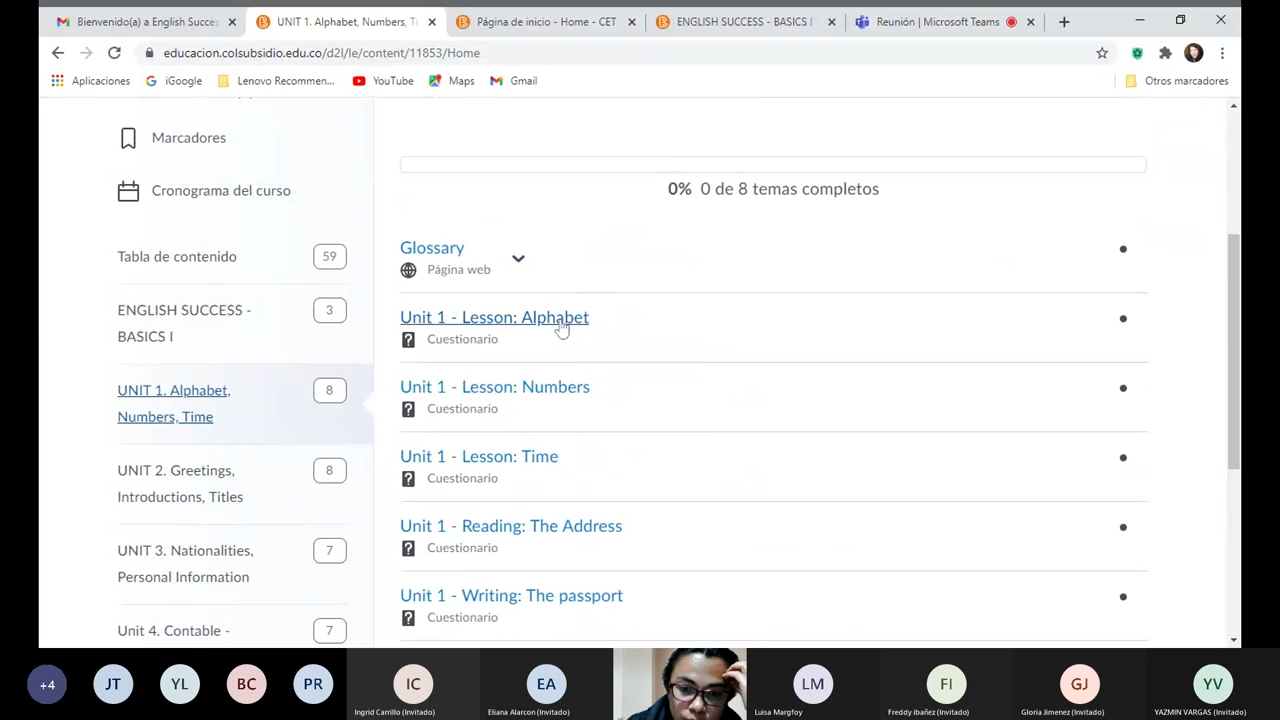 Bienvenido(a) a English Succes
UNIT 1. Alphabet, Numbers, Ti
Página de inicio - Home - CET
ENGLISH SUCCESS - BASICS I
Reunión | Microsoft Teams
educacion.colsubsidio.edu.co/d2l/le/content/11853/Home
Aplicaciones
iGoogle
Lenovo Recommen...
YouTube
Maps
Gmail
Otros marcadores
Marcadores
Cronograma del curso
Tabla de contenido
59
ENGLISH SUCCESS -
BASICS I
3
UNIT 1. Alphabet,
Numbers, Time
8
UNIT 2. Greetings,
Introductions, Titles
8
UNIT 3. Nationalities,
Personal Information
7
Unit 4. Contable -
7
0% 0 de 8 temas completos
Glossary
Página web
Unit 1 - Lesson: Alphabet
Cuestionario
Unit 1 - Lesson: Numbers
Cuestionario
Unit 1 - Lesson: Time
Cuestionario
Unit 1 - Reading: The Address
Cuestionario
Unit 1 - Writing: The passport
Cuestionario
+4
JT
YL
BC
PR
IC
Ingrid Carrillo (Invitado)
EA
Eliana Alarcon (Invitado)
LM
Luisa Margfoy
FI
Freddy ibañez (Invitado)
GJ
Gloria Jimenez (Invitado)
YV
YAZMIN VARGAS (Invitado)